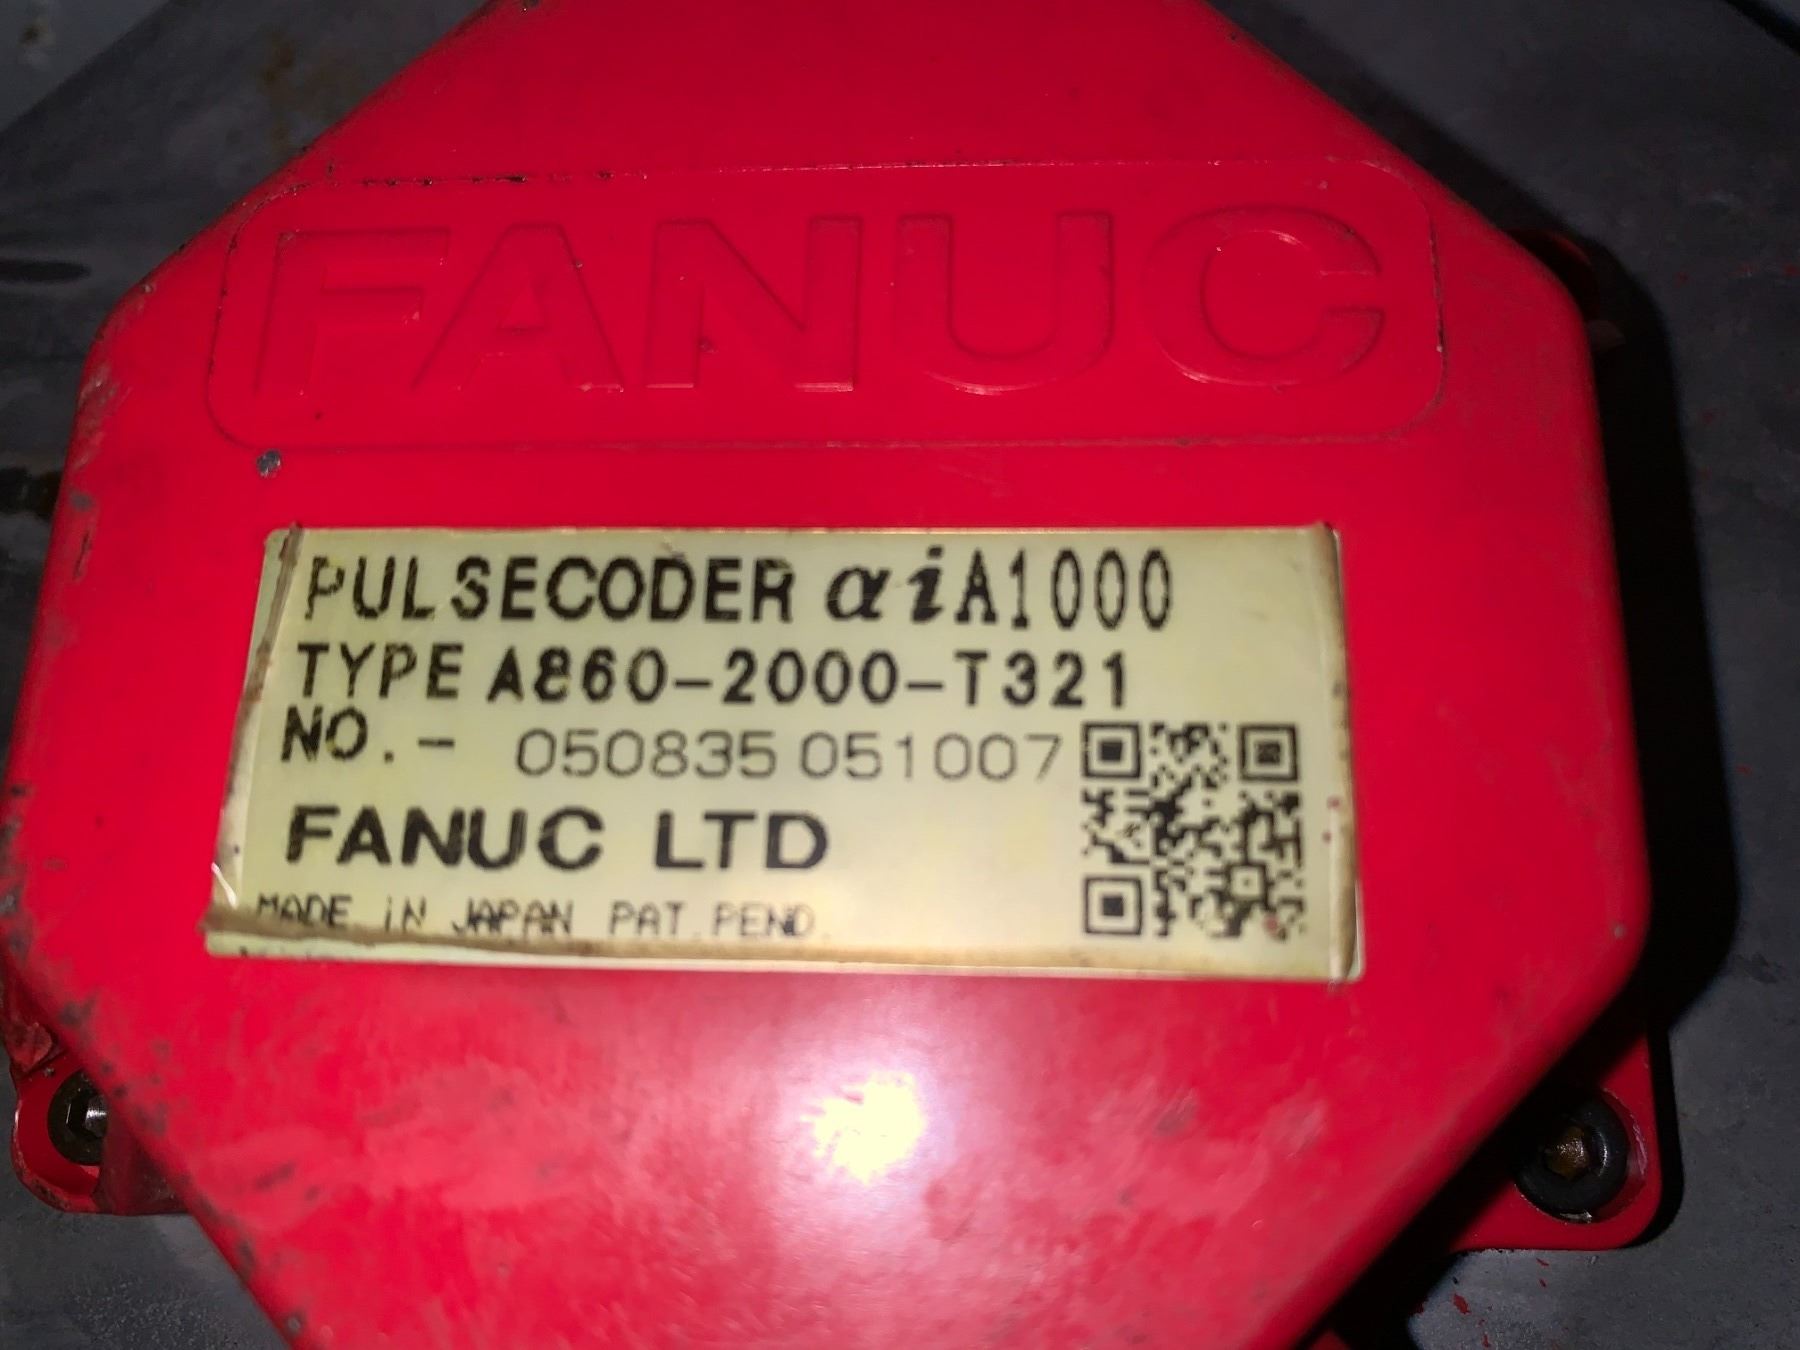 FANUC
PULSECODER αiA1000
TYPE A860-2000-T321
NO.- 050835 051007
FANUC LTD
MADE IN JAPAN PAT.PEND.